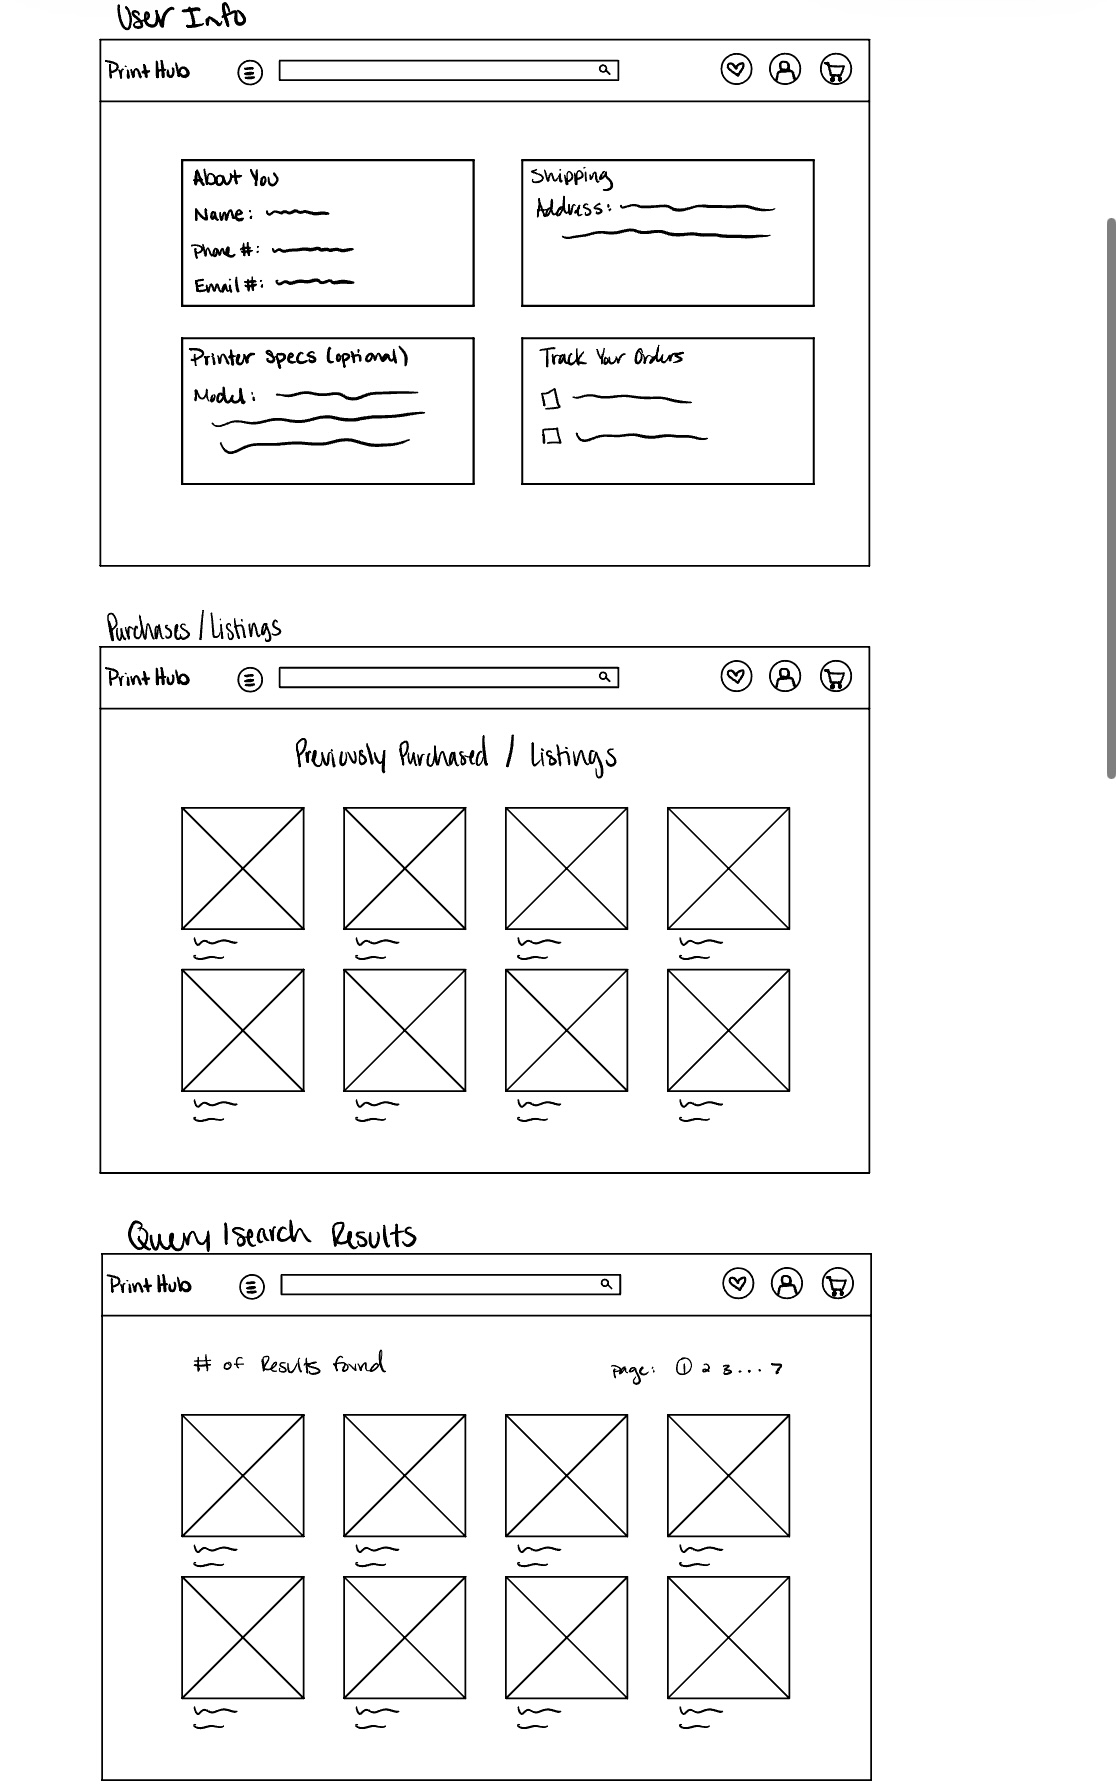 User Info
Print Hub
About You
Name:
Phone #:
Email #:
Shipping
Address:
Printer Specs (optional)
Model:
Track Your Orders
Purchases / Listings
Print Hub
Previously Purchased / Listings
Query / search Results
Print Hub
# of Results found
page: 1 2 3... 7